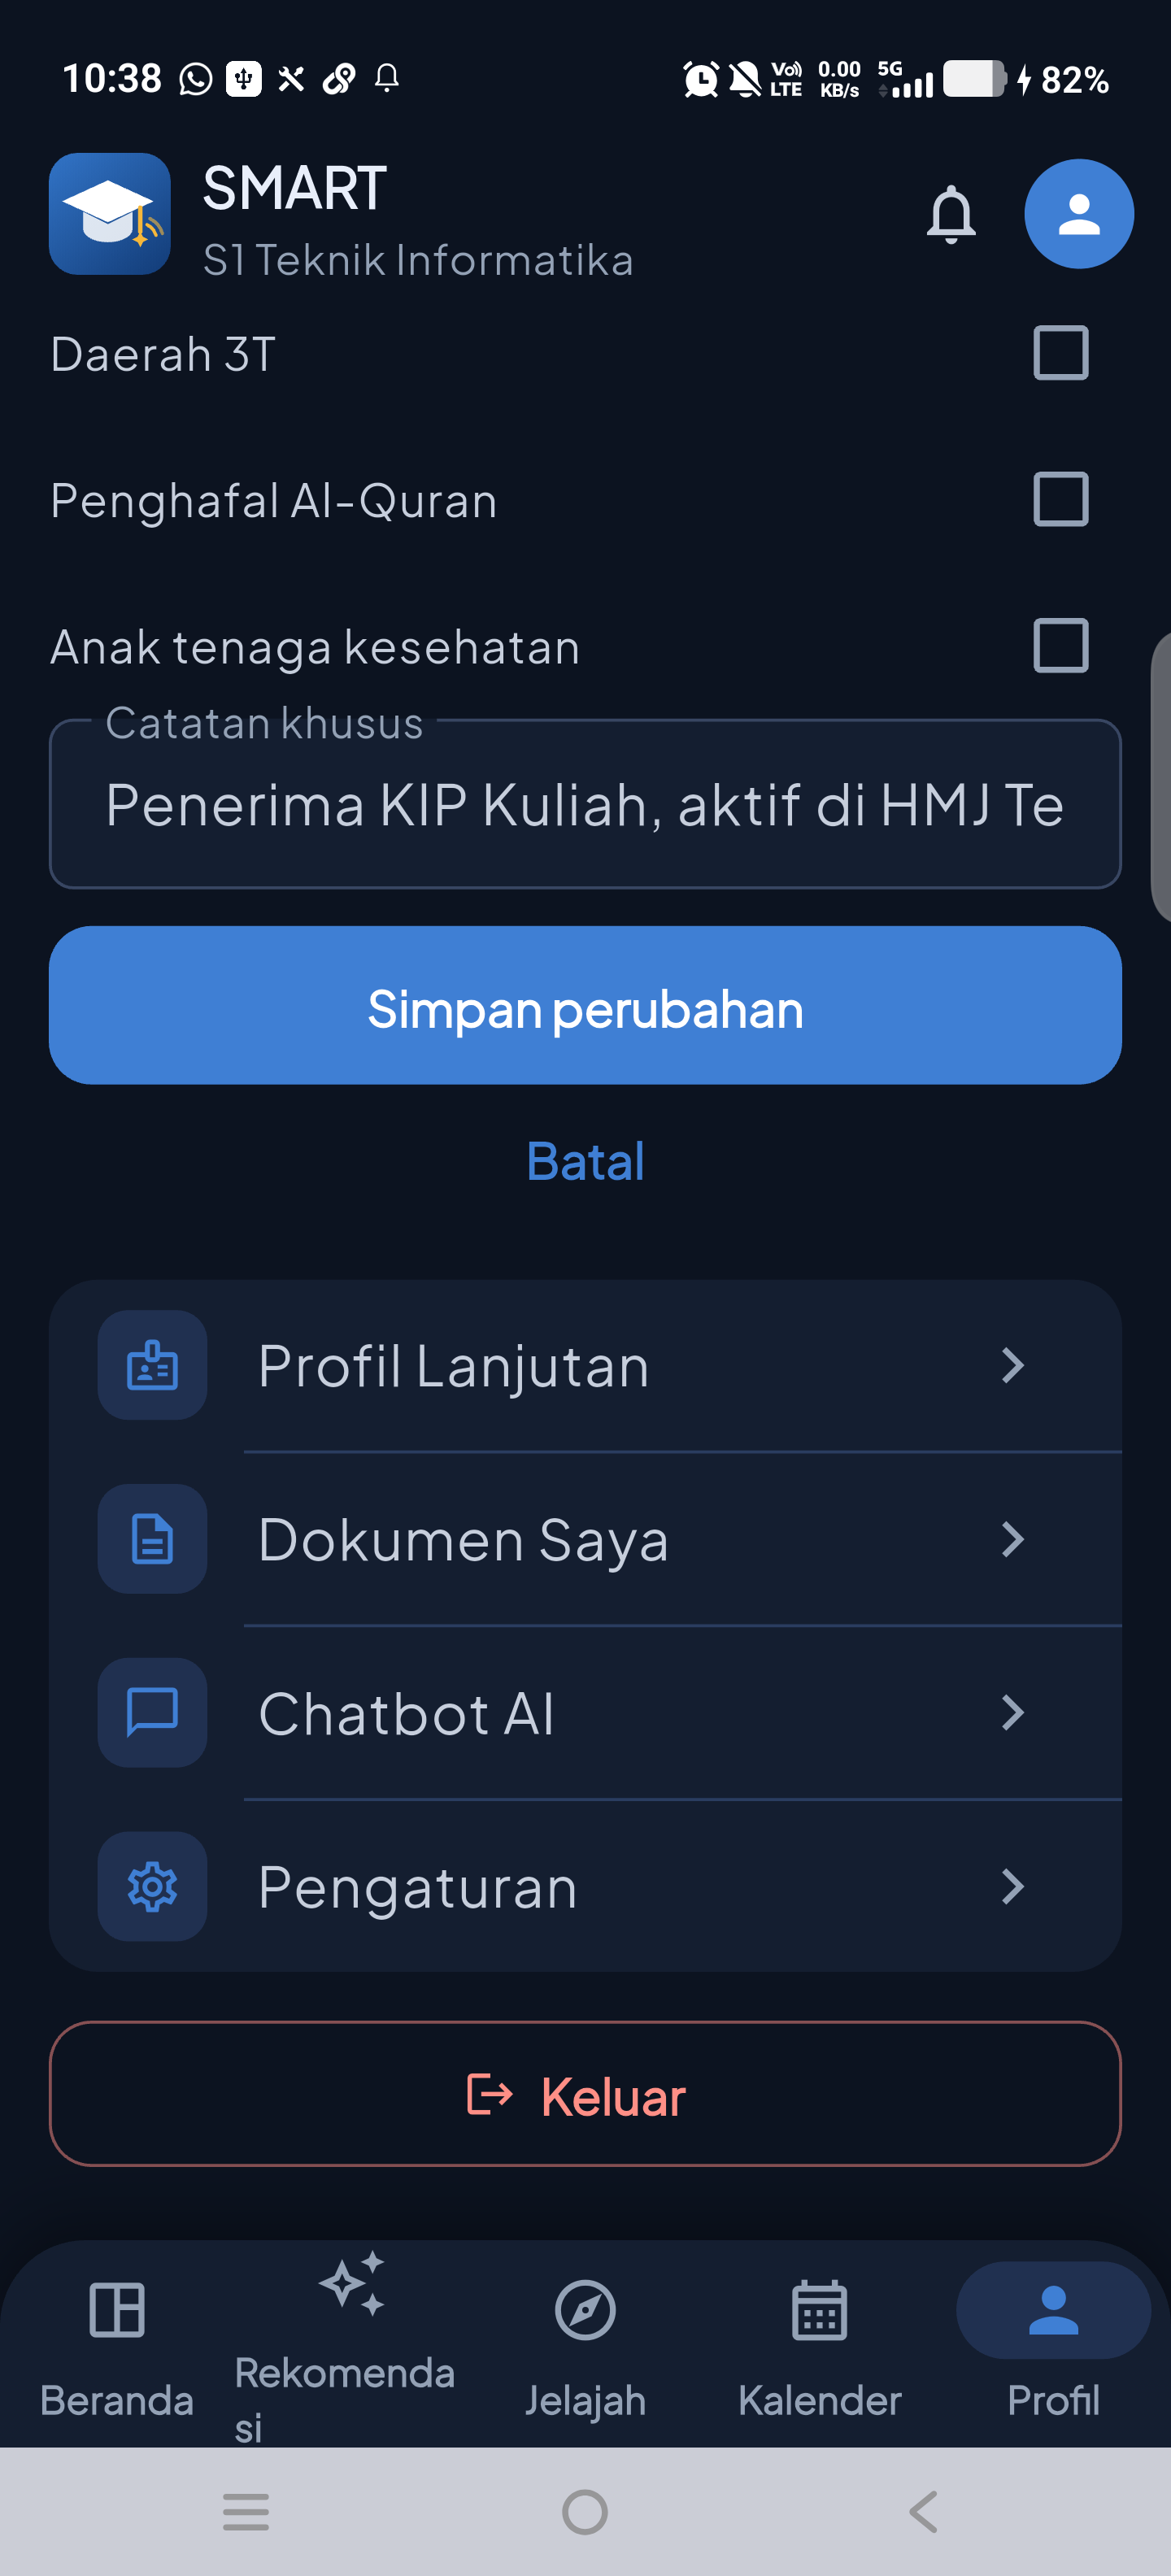 10:38
Vo)) 0.00 5G 82%
LTE KB/s
SMART
S1 Teknik Informatika
Daerah 3T
Penghafal Al-Quran
Anak tenaga kesehatan
Catatan khusus
Penerima KIP Kuliah, aktif di HMJ Te
Simpan perubahan
Batal
Profil Lanjutan
Dokumen Saya
Chatbot AI
Pengaturan
Keluar
Beranda
Rekomenda
si
Jelajah
Kalender
Profil